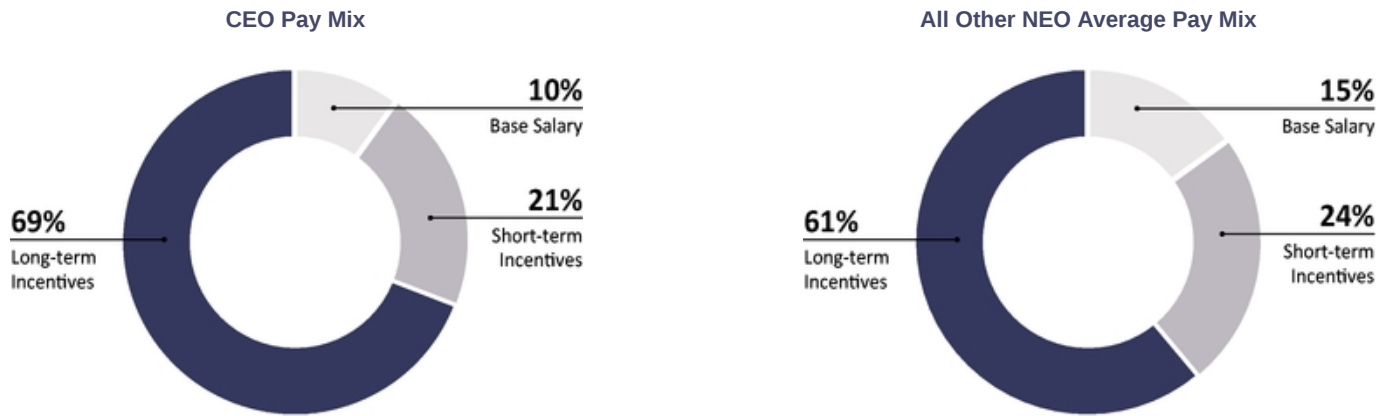 CEO Pay Mix
10%
Base Salary
21%
Short-term
Incentives
69%
Long-term
Incentives
All Other NEO Average Pay Mix
15%
Base Salary
24%
Short-term
Incentives
61%
Long-term
Incentives